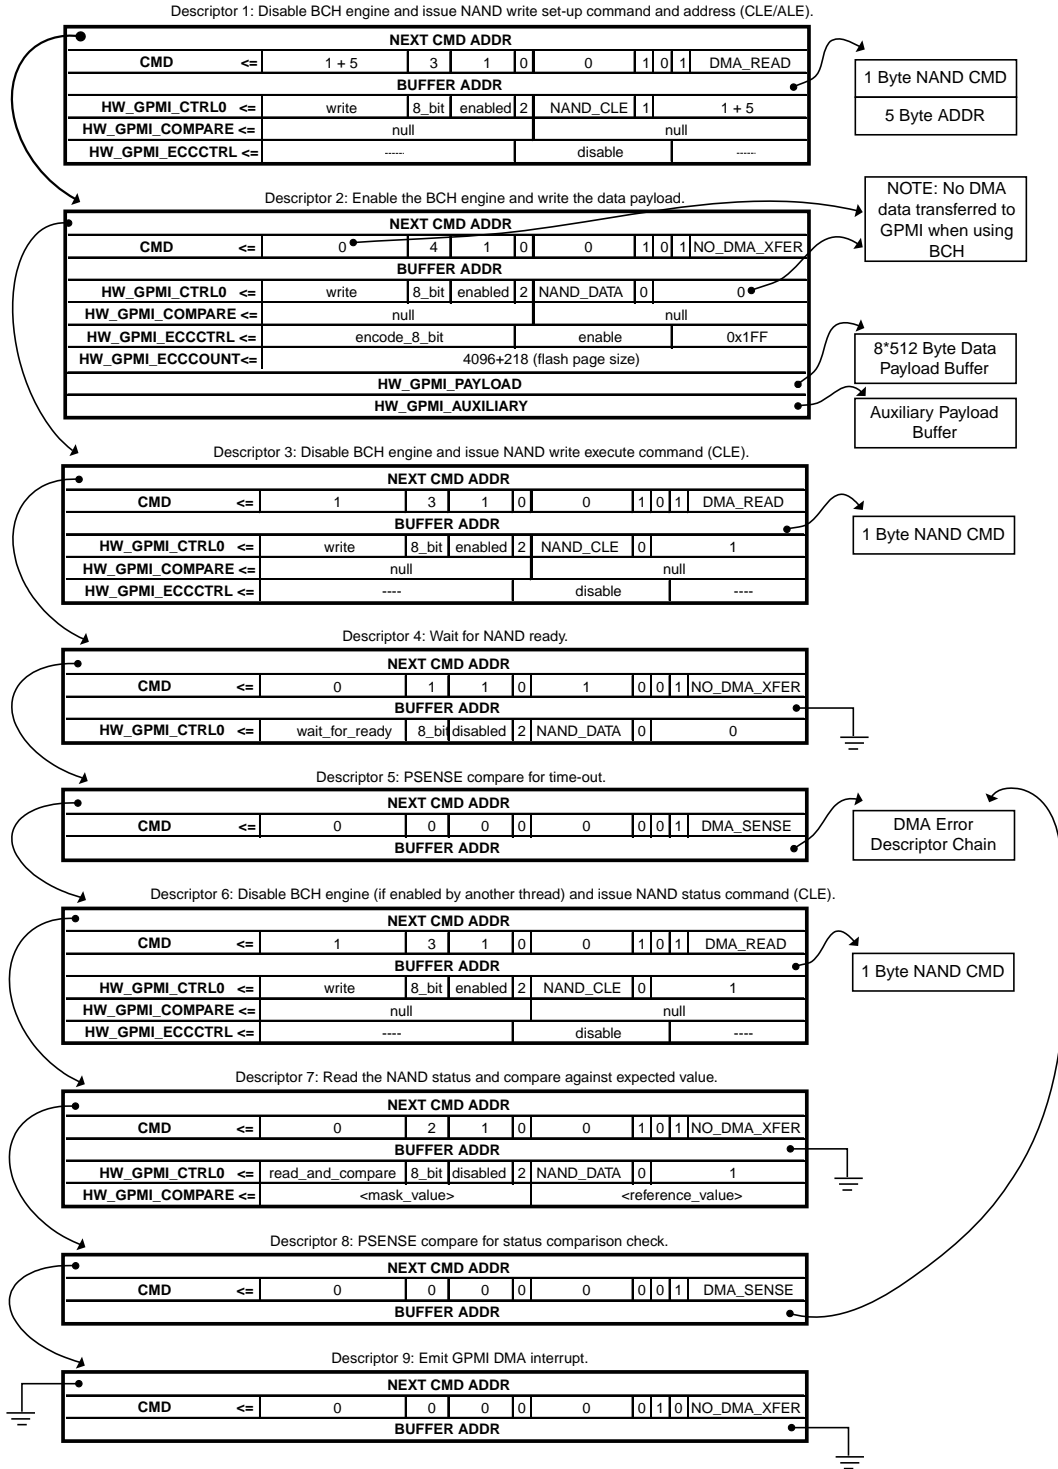 Descriptor 1: Disable BCH engine and issue NAND write set-up command and address (CLE/ALE).
NEXT CMD ADDR
CMD <= 1 + 5 3 1 0 0 1 0 1 DMA_READ
BUFFER ADDR
HW_GPMI_CTRL0 <= write 8_bit enabled 2 NAND_CLE 1 1 + 5
HW_GPMI_COMPARE <= null null
HW_GPMI_ECCCTRL <= ---- disable ----
1 Byte NAND CMD
5 Byte ADDR
Descriptor 2: Enable the BCH engine and write the data payload.
NEXT CMD ADDR
CMD <= 0 4 1 0 0 1 0 1 NO_DMA_XFER
BUFFER ADDR
HW_GPMI_CTRL0 <= write 8_bit enabled 2 NAND_DATA 0 0
HW_GPMI_COMPARE <= null null
HW_GPMI_ECCCTRL <= encode_8_bit enable 0x1FF
HW_GPMI_ECCCOUNT<= 4096+218 (flash page size)
HW_GPMI_PAYLOAD
HW_GPMI_AUXILIARY
NOTE: No DMA
data transferred to
GPMI when using
BCH
8*512 Byte Data
Payload Buffer
Auxiliary Payload
Buffer
Descriptor 3: Disable BCH engine and issue NAND write execute command (CLE).
NEXT CMD ADDR
CMD <= 1 3 1 0 0 1 0 1 DMA_READ
BUFFER ADDR
HW_GPMI_CTRL0 <= write 8_bit enabled 2 NAND_CLE 0 1
HW_GPMI_COMPARE <= null null
HW_GPMI_ECCCTRL <= ---- disable ----
1 Byte NAND CMD
Descriptor 4: Wait for NAND ready.
NEXT CMD ADDR
CMD <= 0 1 1 0 1 0 0 1 NO_DMA_XFER
BUFFER ADDR
HW_GPMI_CTRL0 <= wait_for_ready 8_bit disabled 2 NAND_DATA 0 0
Descriptor 5: PSENSE compare for time-out.
NEXT CMD ADDR
CMD <= 0 0 0 0 0 0 0 1 DMA_SENSE
BUFFER ADDR
DMA Error
Descriptor Chain
Descriptor 6: Disable BCH engine (if enabled by another thread) and issue NAND status command (CLE).
NEXT CMD ADDR
CMD <= 1 3 1 0 0 1 0 1 DMA_READ
BUFFER ADDR
HW_GPMI_CTRL0 <= write 8_bit enabled 2 NAND_CLE 0 1
HW_GPMI_COMPARE <= null null
HW_GPMI_ECCCTRL <= ---- disable ----
1 Byte NAND CMD
Descriptor 7: Read the NAND status and compare against expected value.
NEXT CMD ADDR
CMD <= 0 2 1 0 0 1 0 1 NO_DMA_XFER
BUFFER ADDR
HW_GPMI_CTRL0 <= read_and_compare 8_bit disabled 2 NAND_DATA 0 1
HW_GPMI_COMPARE <= <mask_value> <reference_value>
Descriptor 8: PSENSE compare for status comparison check.
NEXT CMD ADDR
CMD <= 0 0 0 0 0 0 0 1 DMA_SENSE
BUFFER ADDR
Descriptor 9: Emit GPMI DMA interrupt.
NEXT CMD ADDR
CMD <= 0 0 0 0 0 0 1 0 NO_DMA_XFER
BUFFER ADDR